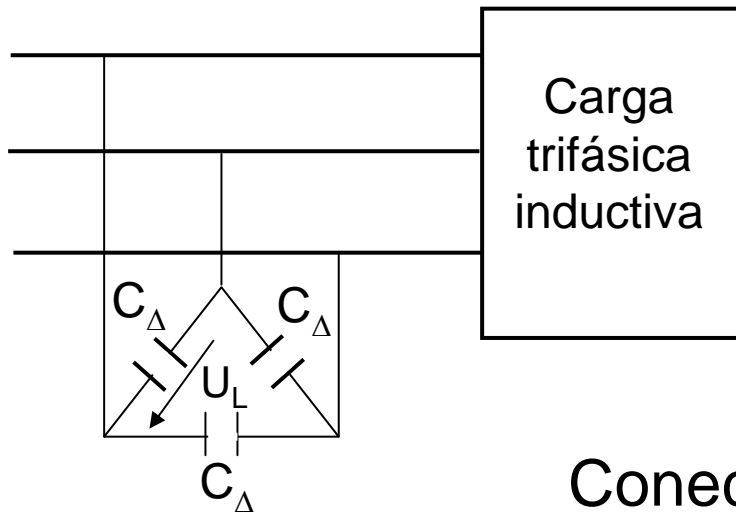 Carga
trifásica
inductiva
C_Δ
C_Δ
U_L
C_Δ
Conec